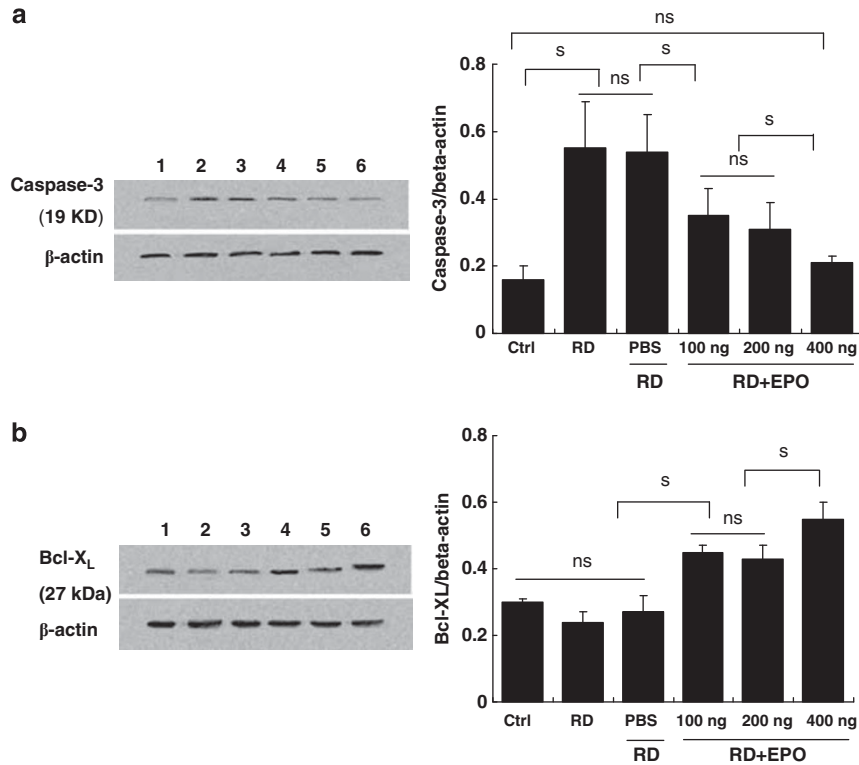 a
ns
s
ns
s
s
ns
0.8
0.6
0.4
0.2
0
Caspase-3/beta-actin
1 2 3 4 5 6
Caspase-3
(19 KD)
β-actin
Ctrl RD PBS 100 ng 200 ng 400 ng
RD RD+EPO
b
s
s
ns
ns
0.8
0.6
0.4
0.2
0
Bcl-XL/beta-actin
1 2 3 4 5 6
Bcl-X_L
(27 kDa)
β-actin
Ctrl RD PBS 100 ng 200 ng 400 ng
RD RD+EPO